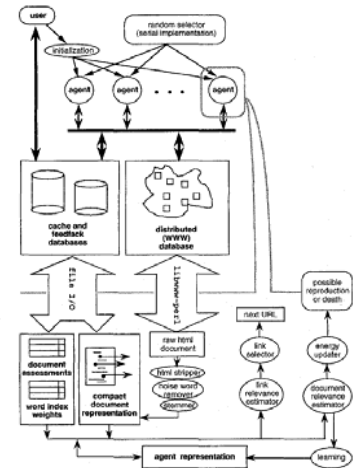 user
random selector
(serial implementation)
initialization
agent
agent
. . .
agent
cache and
feedback
databases
distributed
(WWW)
database
file I/O
libwww-perl
possible
reproduction
or death
next URL
raw html
document
document
assessments
word index
weights
compact
document
representation
html stripper
noise word
remover
stemmer
link
selector
link
relevance
estimator
energy
updater
document
relevance
estimator
agent representation
learning